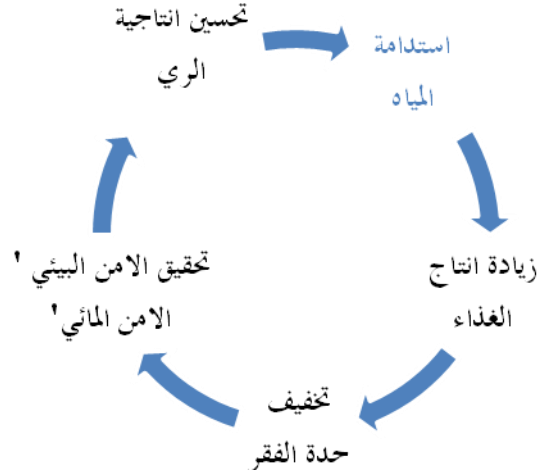 تحسين انتاجية
الري
استدامة
المياه
زيادة انتاج
الغذاء
تخفيف
حدة الفقر
تحقيق الامن البيئي '
الامن المائي'